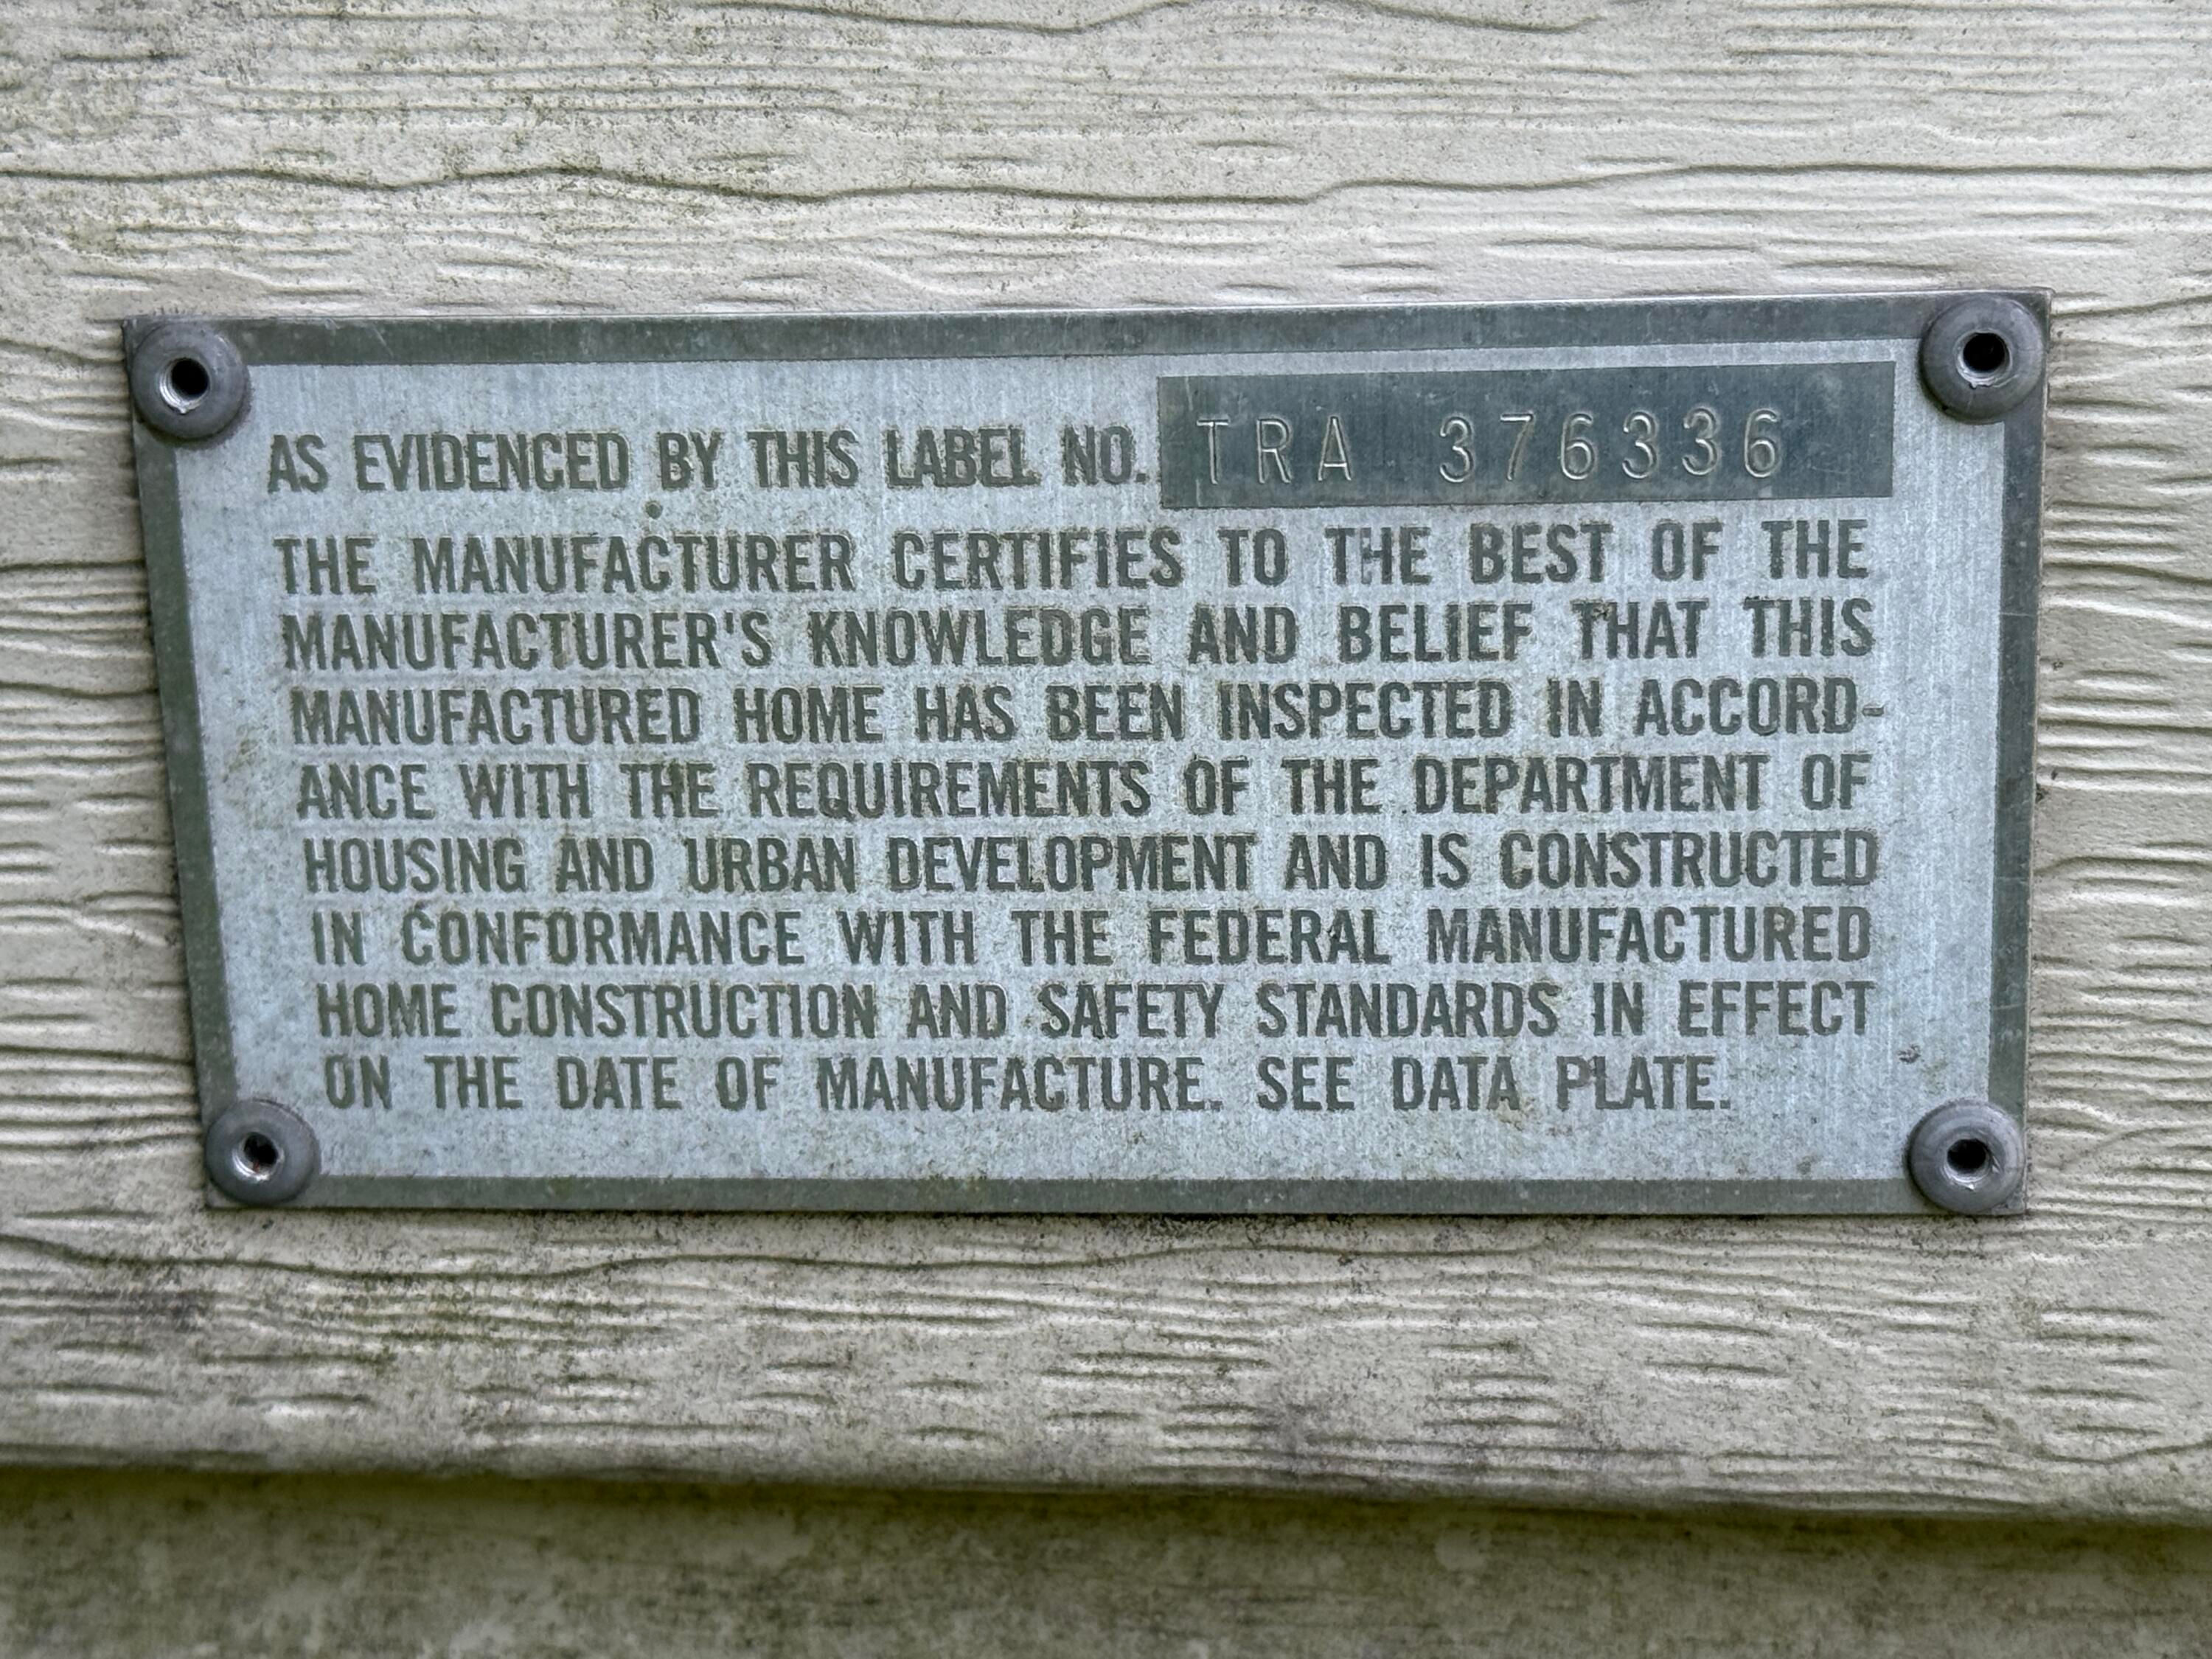 AS EVIDENCED BY THIS LABEL NO. TRA 376336
THE MANUFACTURER CERTIFIES TO THE BEST OF THE
MANUFACTURER'S KNOWLEDGE AND BELIEF THAT THIS
MANUFACTURED HOME HAS BEEN INSPECTED IN ACCORD-
ANCE WITH THE REQUIREMENTS OF THE DEPARTMENT OF
HOUSING AND URBAN DEVELOPMENT AND IS CONSTRUCTED
IN CONFORMANCE WITH THE FEDERAL MANUFACTURED
HOME CONSTRUCTION AND SAFETY STANDARDS IN EFFECT
ON THE DATE OF MANUFACTURE. SEE DATA PLATE.